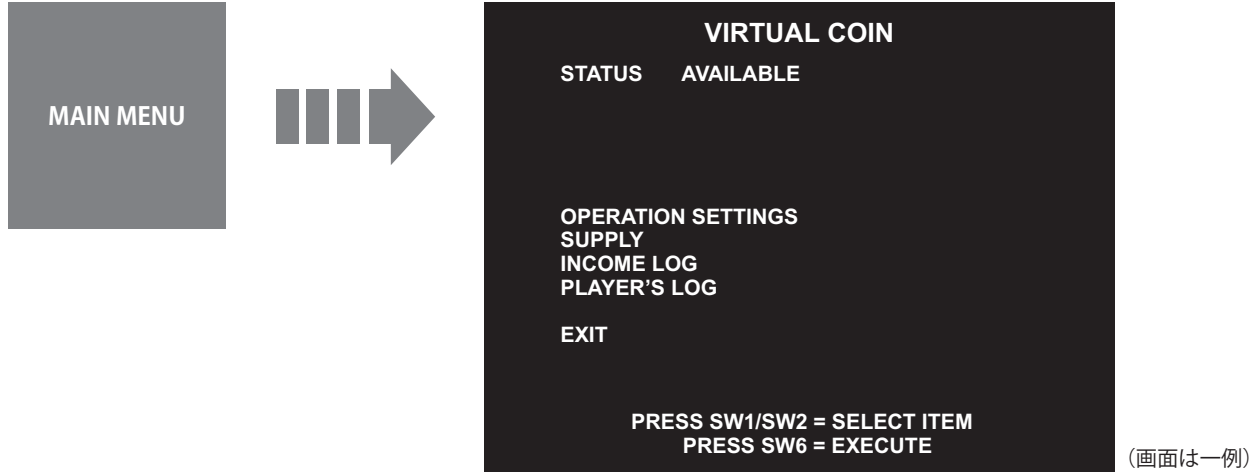 MAIN MENU
VIRTUAL COIN
STATUS AVAILABLE
OPERATION SETTINGS
SUPPLY
INCOME LOG
PLAYER’S LOG
EXIT
PRESS SW1/SW2 = SELECT ITEM
PRESS SW6 = EXECUTE
（画面は一例）